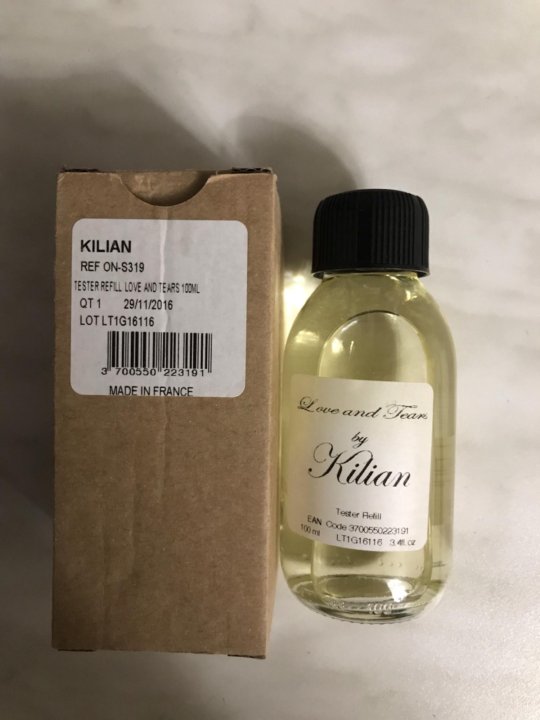 KILIAN
REF ON-S319
TESTER REFILL LOVE AND TEARS 100ML
QT 1 29/11/2016
LOT LT1G16116
3 700550 223191
MADE IN FRANCE
Love and Tears
by
Kilian
Tester Refill
EAN Code 3700550223191
100 ml LT1G16116 3.4fl.oz